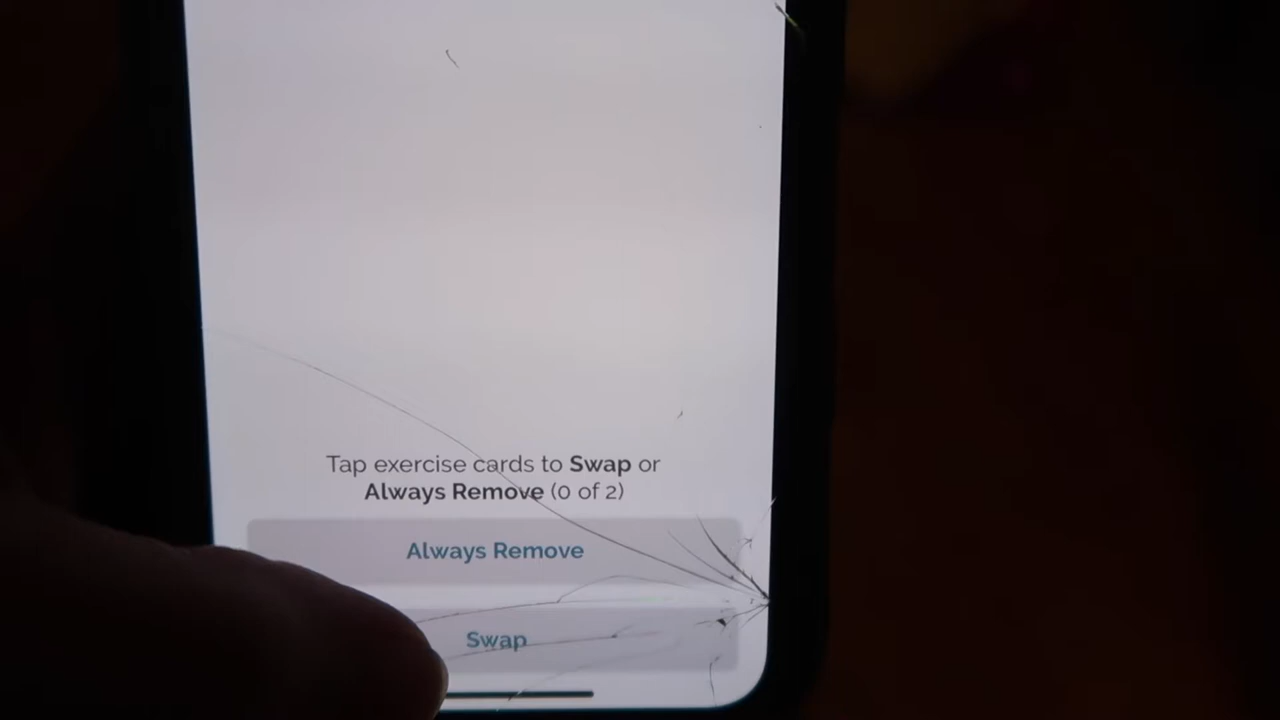 Tap exercise cards to Swap or
Always Remove (0 of 2)
Always Remove
Swap